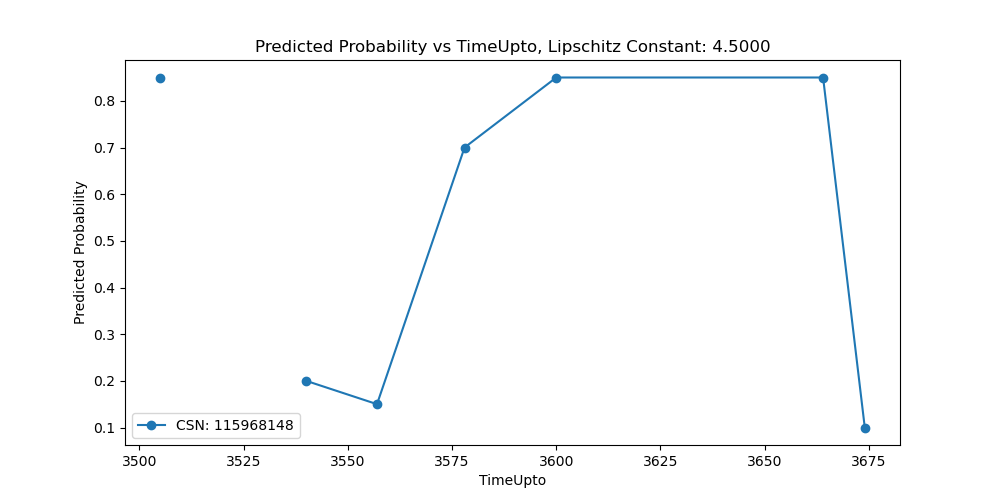 Predicted Probability vs TimeUpto, Lipschitz Constant: 4.5000
Predicted Probability
0.8
0.7
0.6
0.5
0.4
0.3
0.2
0.1
CSN: 115968148
3500 3525 3550 3575 3600 3625 3650 3675
TimeUpto